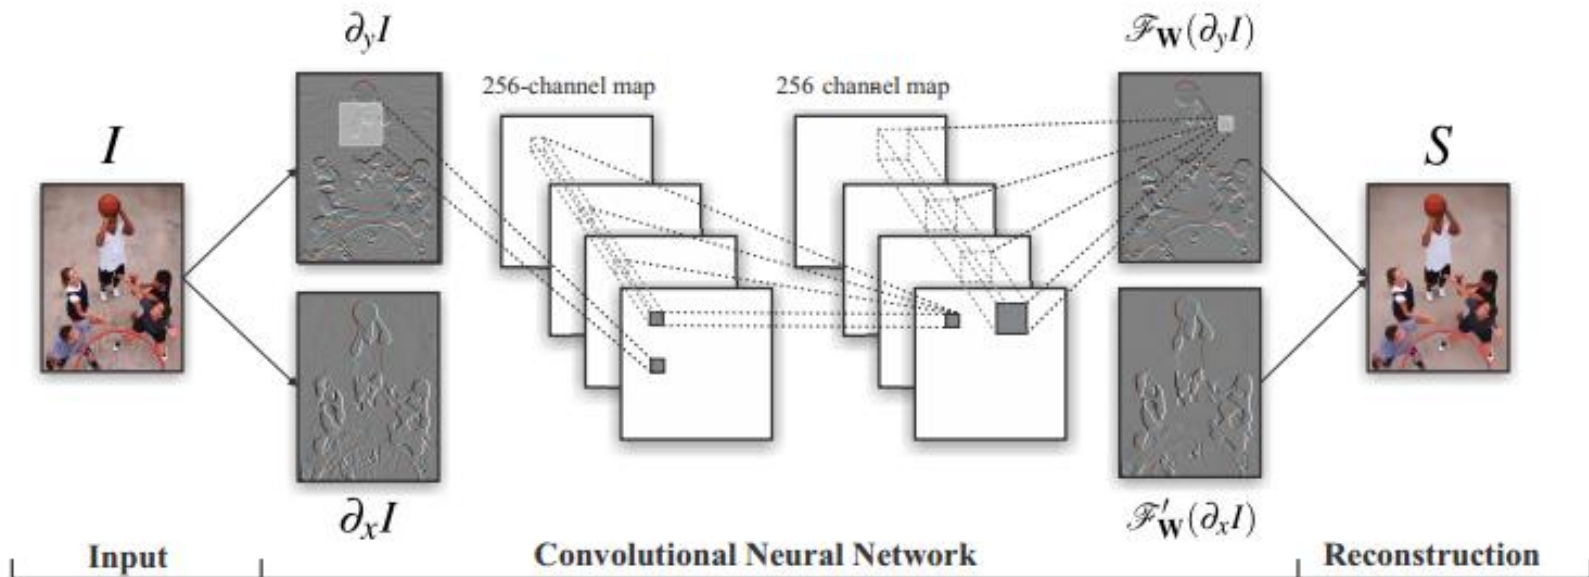 ∂yI
ℱW(∂yI)
256-channel map
256 channel map
I
S
∂xI
ℱ′W(∂xI)
Input
Convolutional Neural Network
Reconstruction